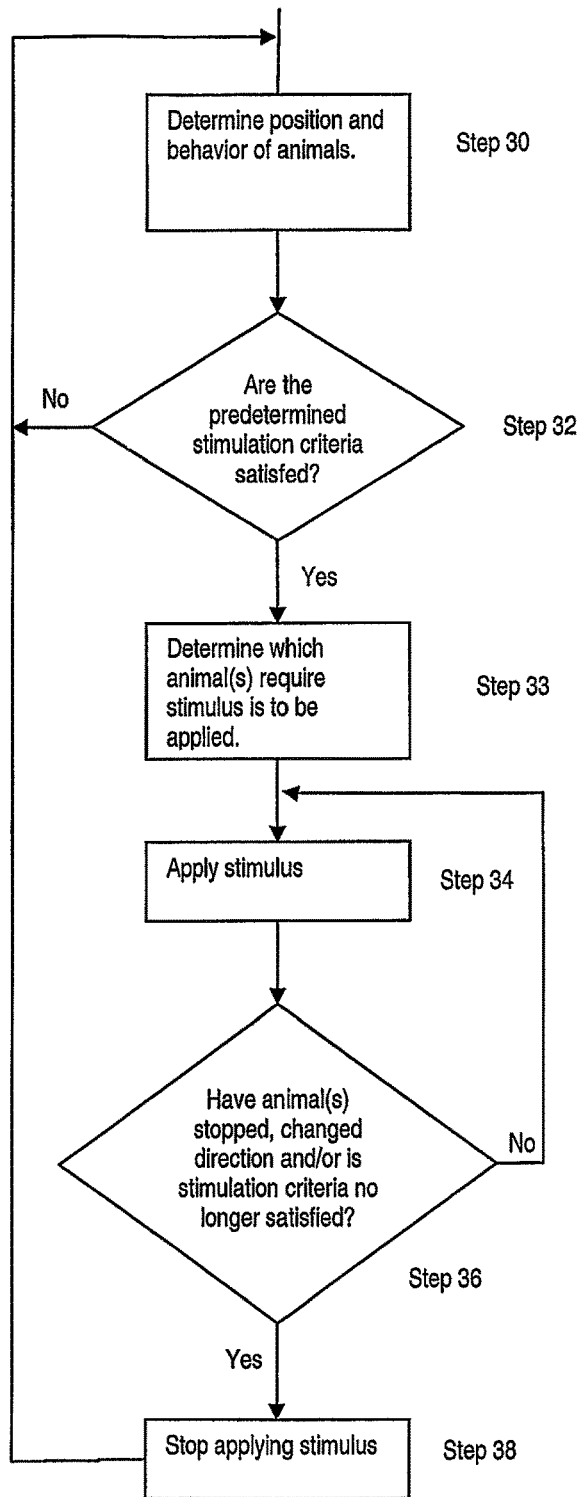 Determine position and
behavior of animals.
Step 30
Are the
predetermined
stimulation criteria
satisfed?
Step 32
No
Yes
Determine which
animal(s) require
stimulus is to be
applied.
Step 33
Apply stimulus
Step 34
Have animal(s)
stopped, changed
direction and/or is
stimulation criteria no
longer satisfied?
No
Step 36
Yes
Stop applying stimulus
Step 38